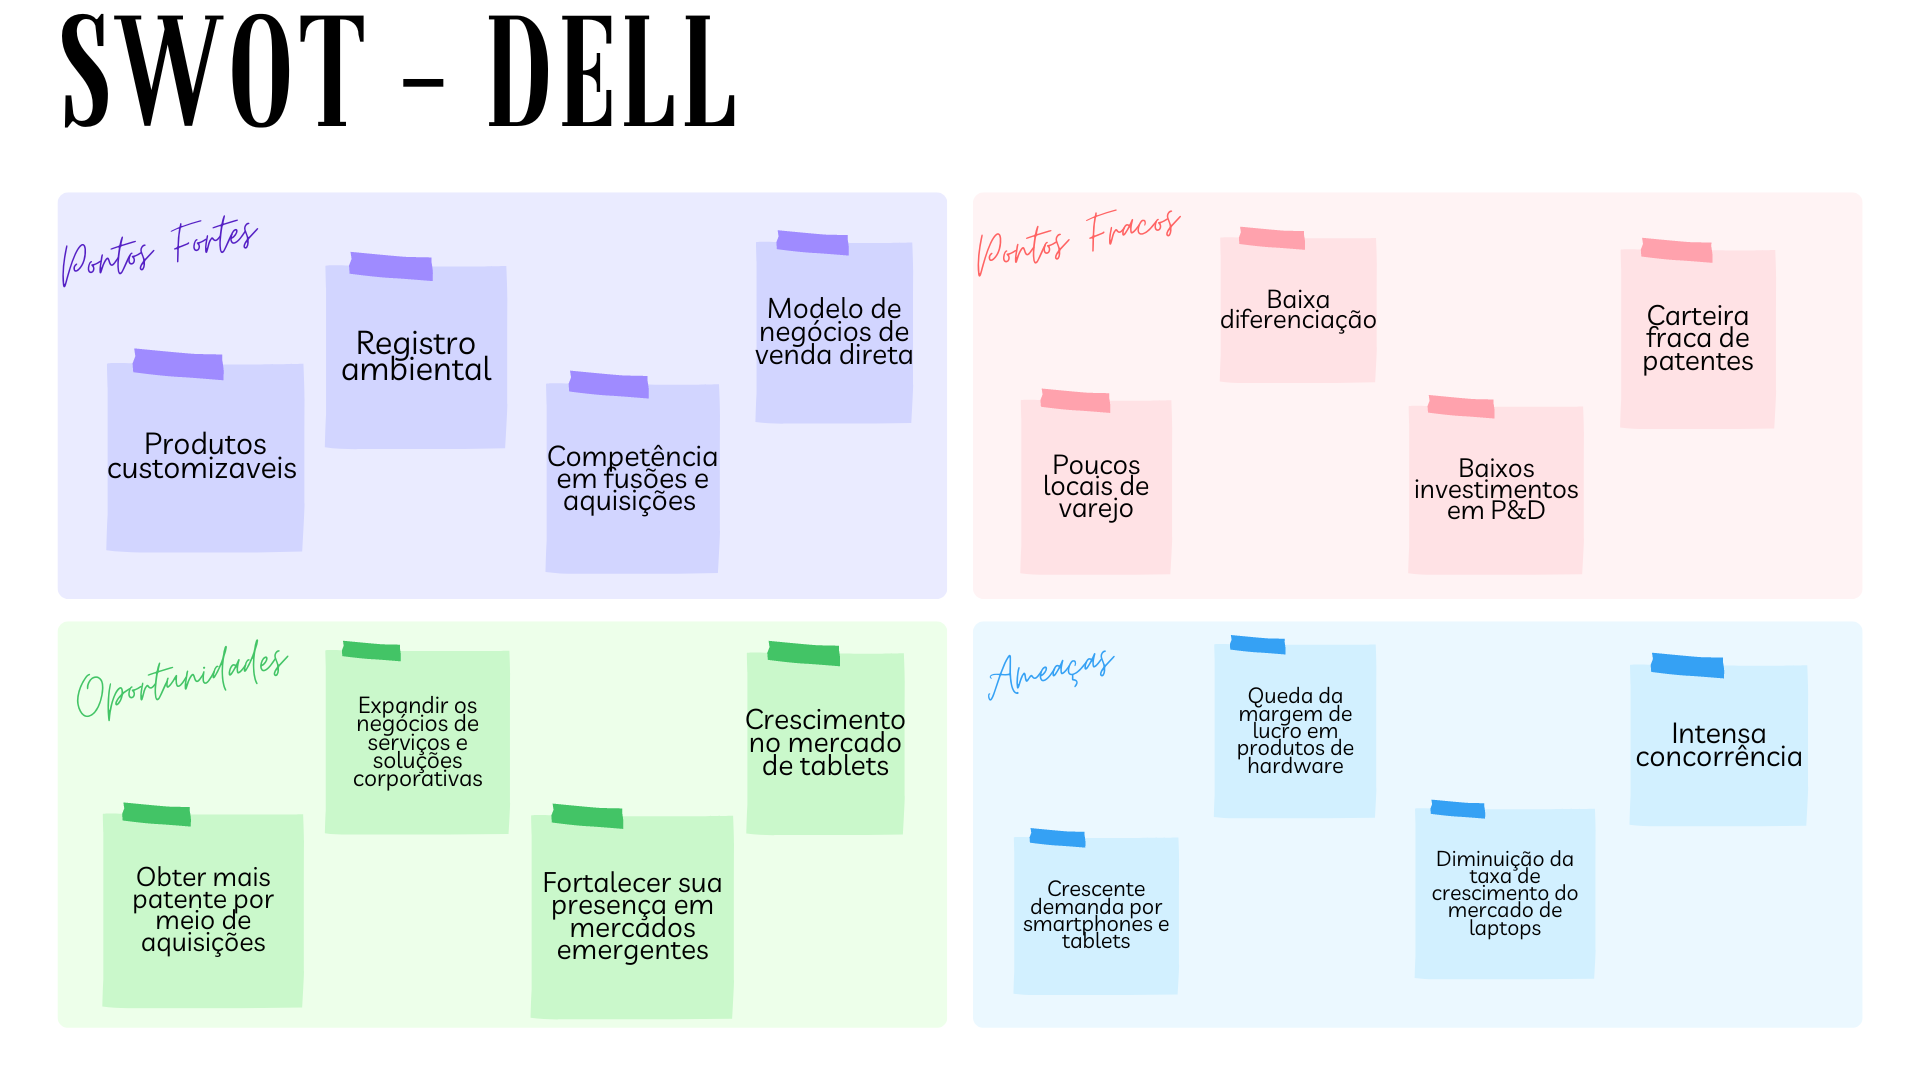 SWOT - DELL
Pontos Fortes
Produtos
customizaveis
Registro
ambiental
Competência
em fusões e
aquisições
Modelo de
negócios de
venda direta
Pontos Fracos
Poucos
locais de
varejo
Baixa
diferenciação
Baixos
investimentos
em P&D
Carteira
fraca de
patentes
Oportunidades
Obter mais
patente por
meio de
aquisições
Expandir os
negócios de
serviços e
soluções
corporativas
Fortalecer sua
presença em
mercados
emergentes
Crescimento
no mercado
de tablets
Ameaças
Crescente
demanda por
smartphones e
tablets
Queda da
margem de
lucro em
produtos de
hardware
Diminuição da
taxa de
crescimento do
mercado de
laptops
Intensa
concorrência